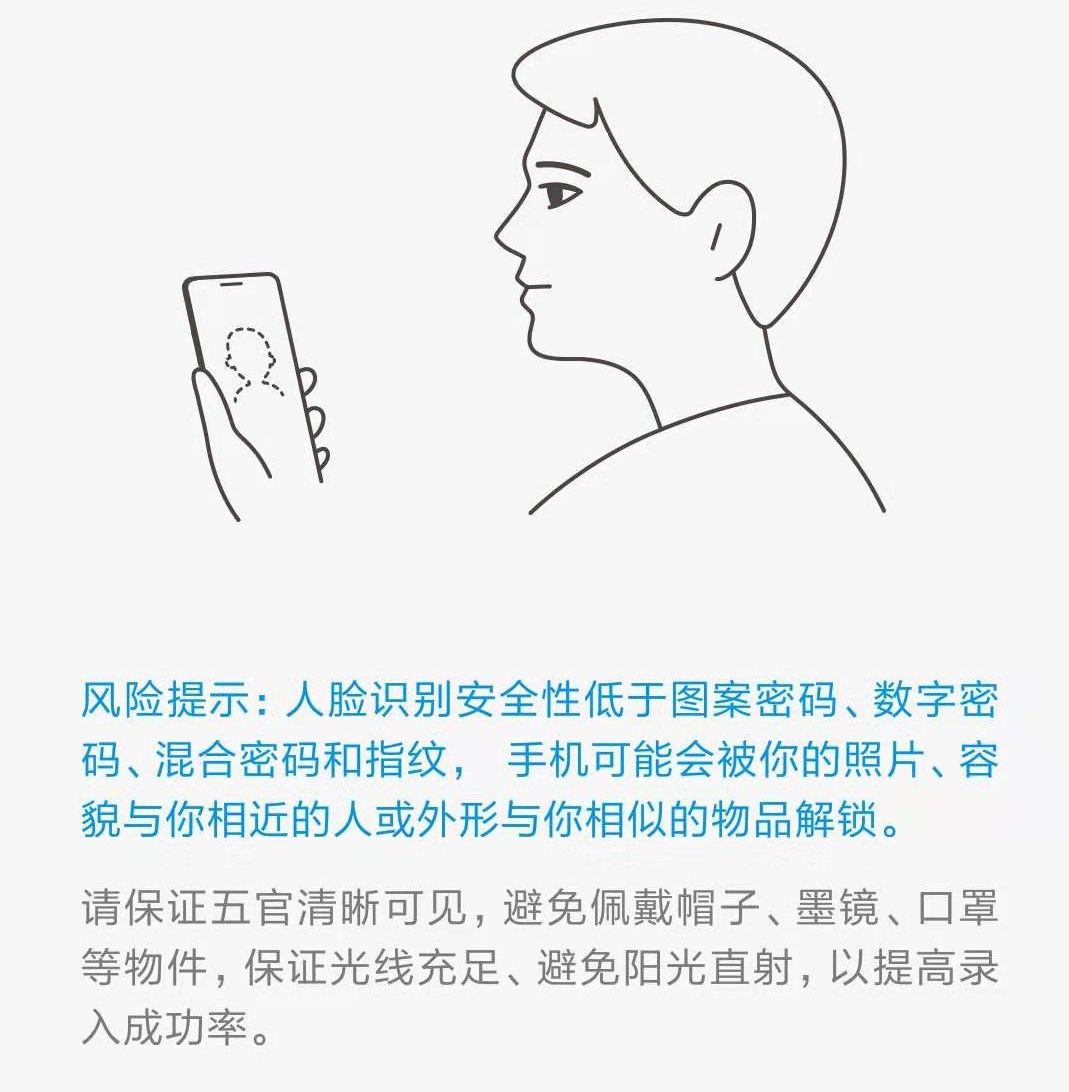 风险提示：人脸识别安全性低于图案密码、数字密
码、混合密码和指纹， 手机可能会被你的照片、容
貌与你相近的人或外形与你相似的物品解锁。
请保证五官清晰可见，避免佩戴帽子、墨镜、口罩
等物件，保证光线充足、避免阳光直射，以提高录
入成功率。